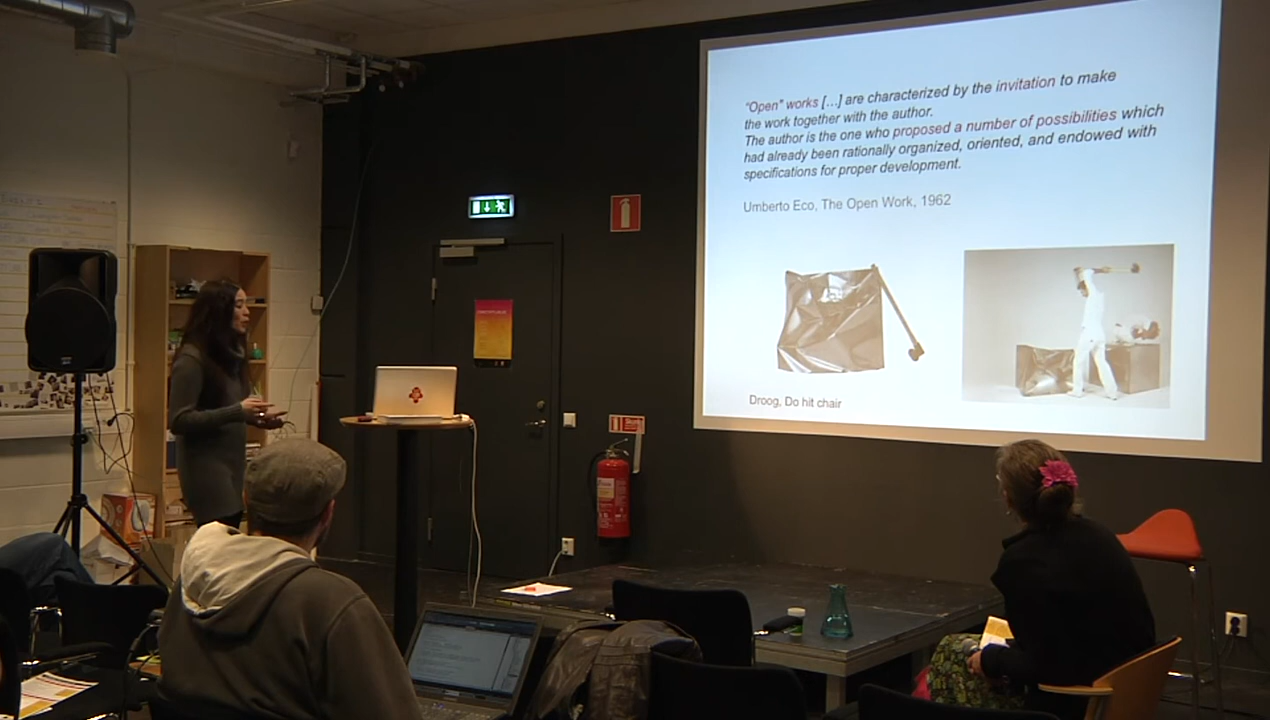 "Open" works [...] are characterized by the invitation to make
the work together with the author.
The author is the one who proposed a number of possibilities which
had already been rationally organized, oriented, and endowed with
specifications for proper development.
Umberto Eco, The Open Work, 1962
Droog, Do hit chair